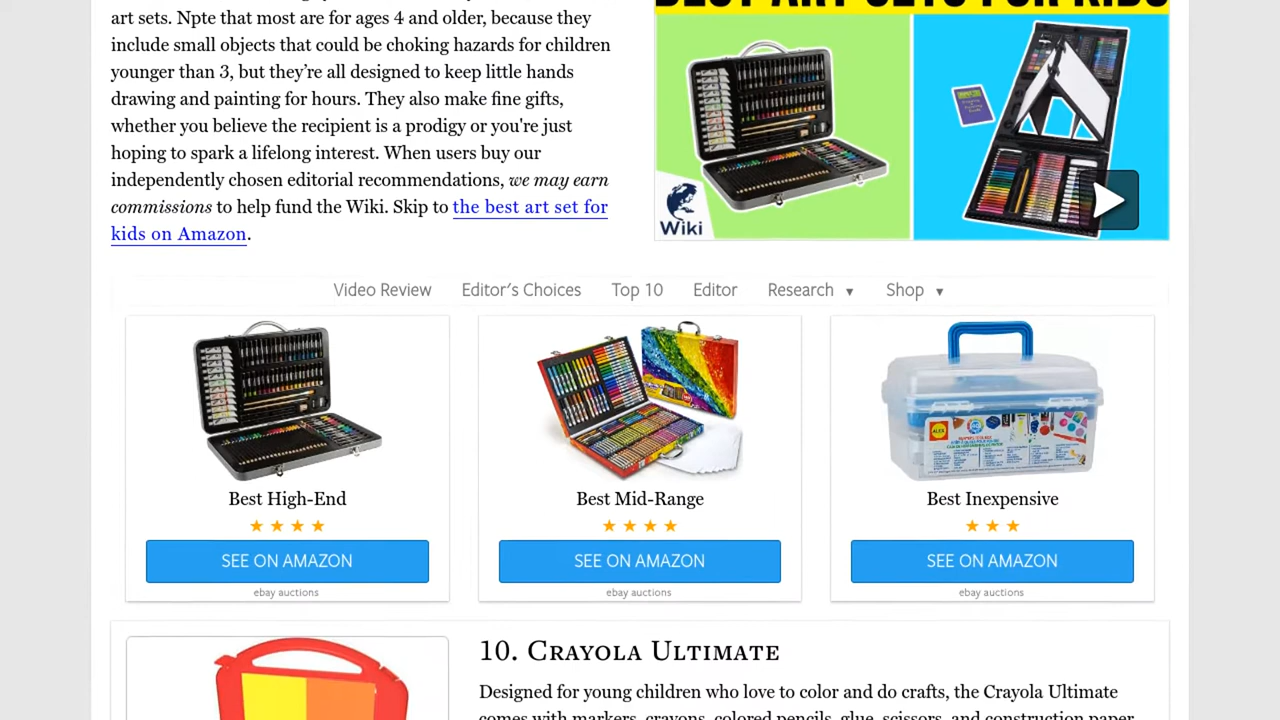 art sets. Npte that most are for ages 4 and older, because they
include small objects that could be choking hazards for children
younger than 3, but they’re all designed to keep little hands
drawing and painting for hours. They also make fine gifts,
whether you believe the recipient is a prodigy or you're just
hoping to spark a lifelong interest. When users buy our
independently chosen editorial recommendations, we may earn
commissions to help fund the Wiki. Skip to the best art set for
kids on Amazon.
BEST ART SETS FOR KIDS
Wiki
Video Review Editor's Choices Top 10 Editor Research ▼ Shop ▼
Best High-End
SEE ON AMAZON
ebay auctions
Best Mid-Range
SEE ON AMAZON
ebay auctions
ALEX
Best Inexpensive
SEE ON AMAZON
ebay auctions
10. Crayola Ultimate
Designed for young children who love to color and do crafts, the Crayola Ultimate
comes with markers, crayons, colored pencils, glue, scissors, and construction paper